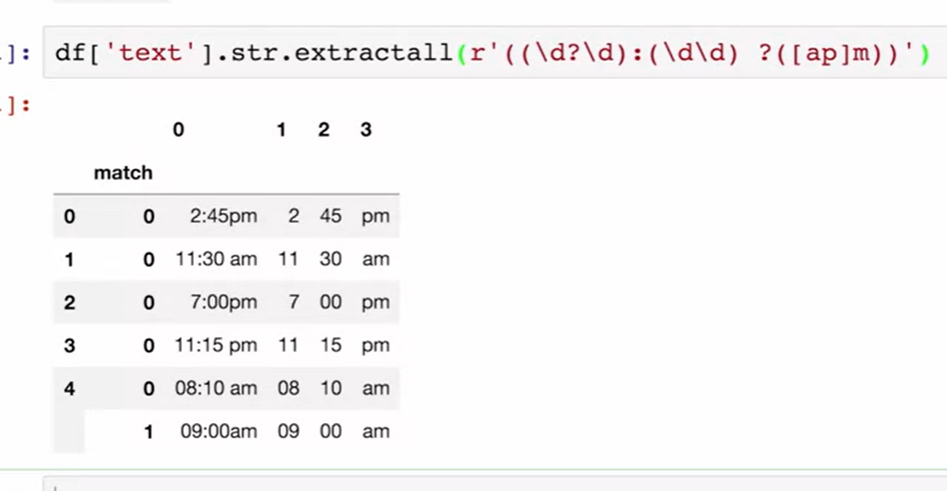 ]: df['text'].str.extractall(r'((\d?\d):(\d\d) ?([ap]m))')
]:
0 1 2 3
match
0 0 2:45pm 2 45 pm
1 0 11:30 am 11 30 am
2 0 7:00pm 7 00 pm
3 0 11:15 pm 11 15 pm
4 0 08:10 am 08 10 am
1 09:00am 09 00 am